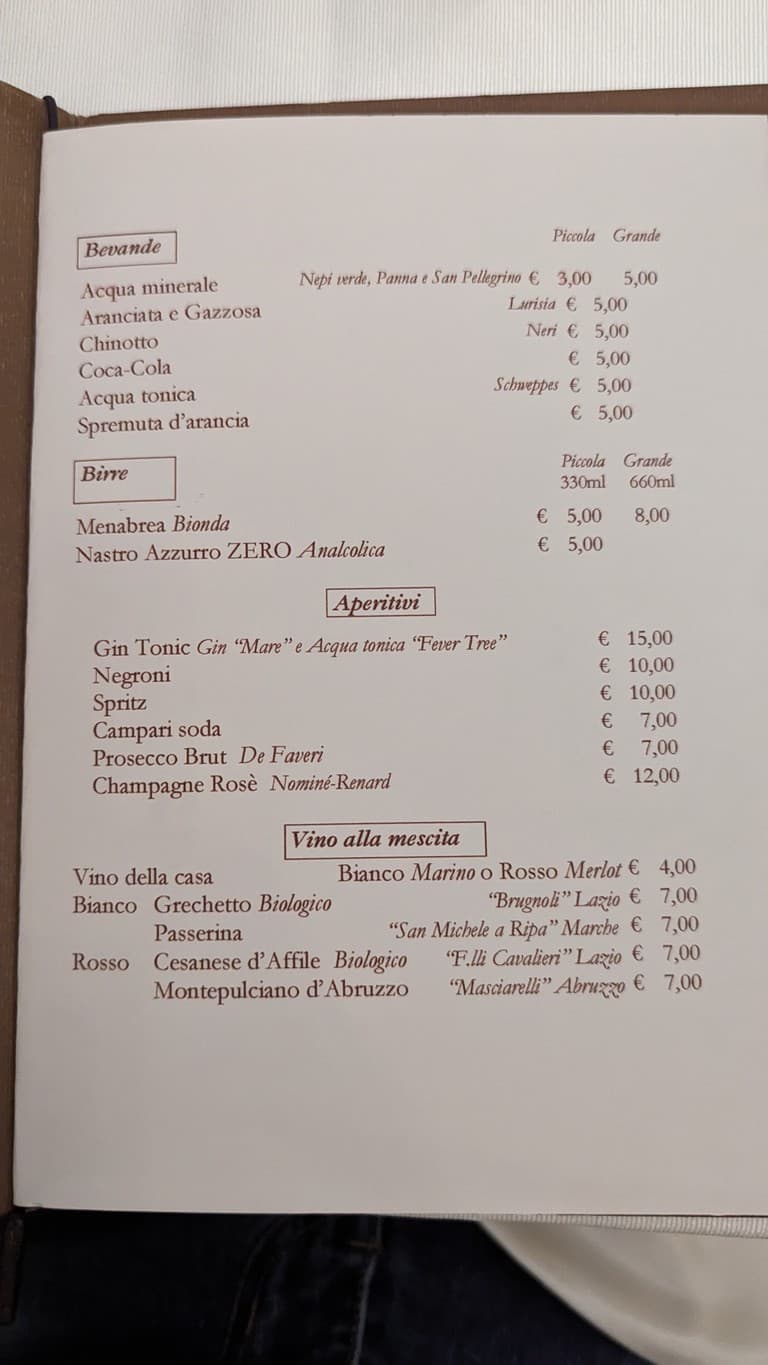 Piccola Grande
Bevande
Acqua minerale Nepi verde, Panna e San Pellegrino € 3,00 5,00
Aranciata e Gazzosa Lurisia € 5,00
Chinotto Neri € 5,00
Coca-Cola € 5,00
Acqua tonica Schweppes € 5,00
Spremuta d'arancia € 5,00
Birre Piccola Grande
330ml 660ml
Menabrea Bionda € 5,00 8,00
Nastro Azzurro ZERO Analcolica € 5,00
Aperitivi
Gin Tonic Gin “Mare” e Acqua tonica “Fever Tree” € 15,00
Negroni € 10,00
Spritz € 10,00
Campari soda € 7,00
Prosecco Brut De Faveri € 7,00
Champagne Rosè Nominé-Renard € 12,00
Vino alla mescita
Vino della casa Bianco Marino o Rosso Merlot € 4,00
Bianco Grechetto Biologico “Brugnoli” Lazio € 7,00
Passerina “San Michele a Ripa” Marche € 7,00
Rosso Cesanese d'Affile Biologico “F.lli Cavalieri” Lazio € 7,00
Montepulciano d'Abruzzo “Masciarelli” Abruzzo € 7,00